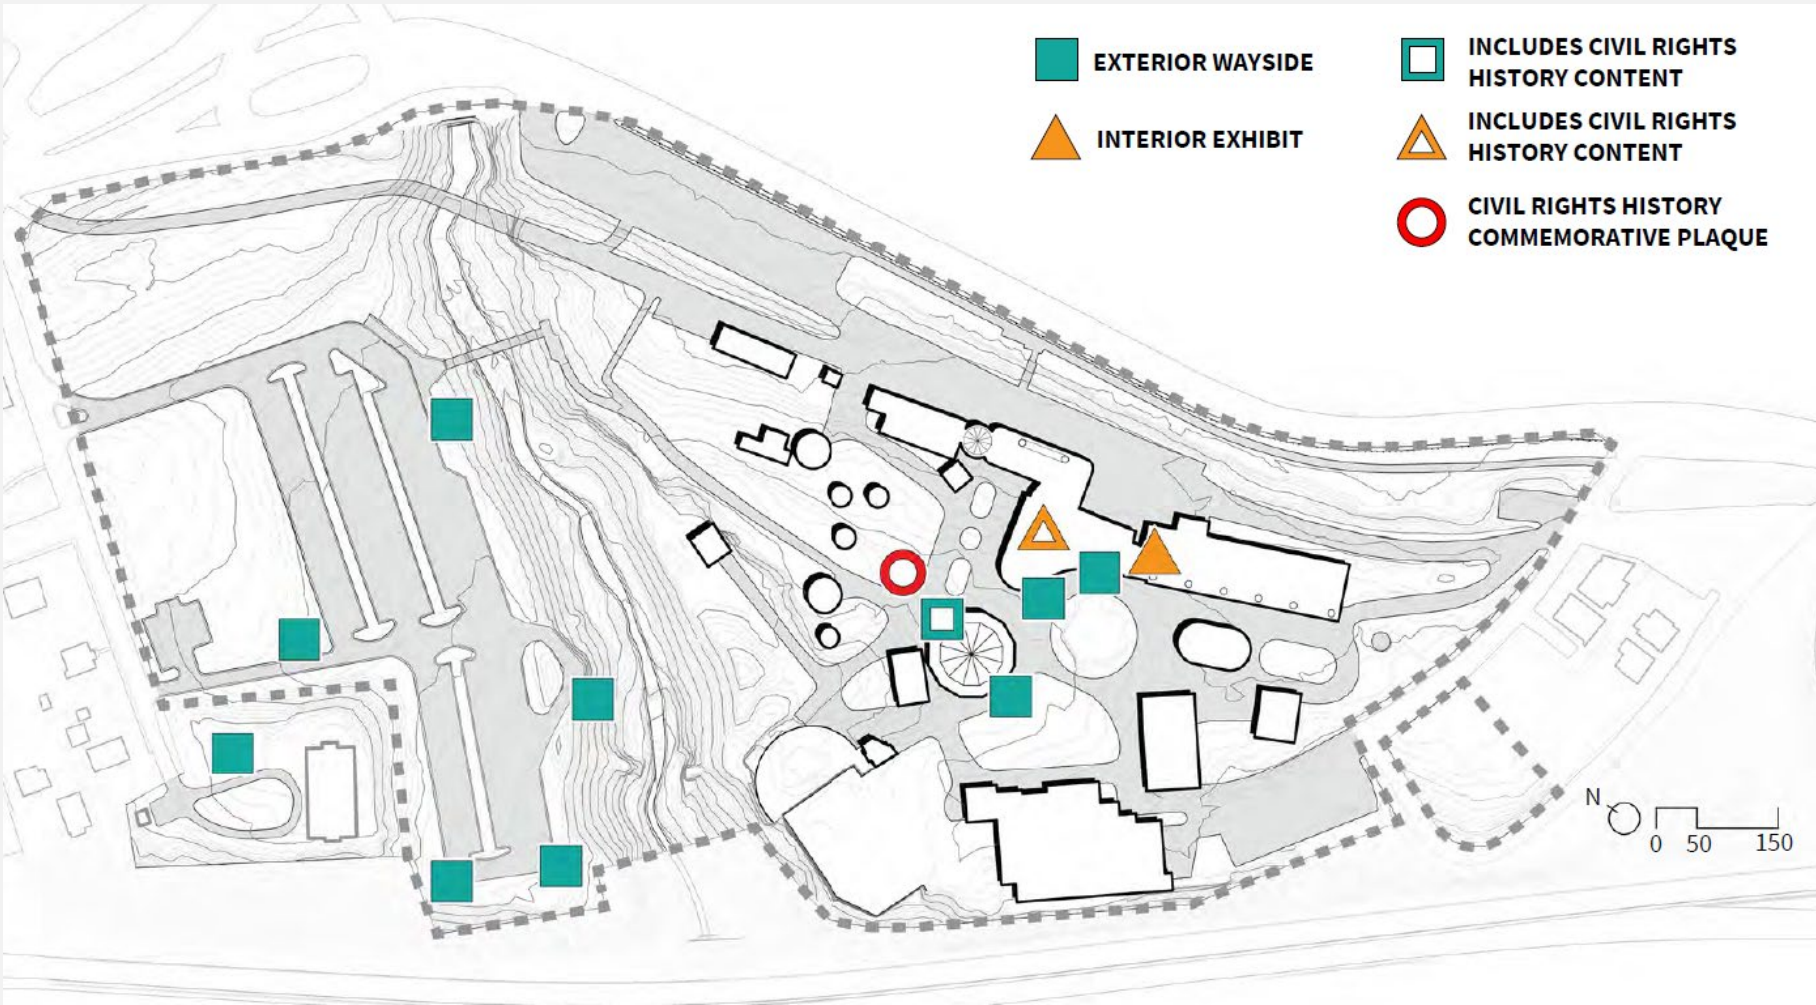 EXTERIOR WAYSIDE
INTERIOR EXHIBIT
INCLUDES CIVIL RIGHTS
HISTORY CONTENT
INCLUDES CIVIL RIGHTS
HISTORY CONTENT
CIVIL RIGHTS HISTORY
COMMEMORATIVE PLAQUE
N
0 50 150